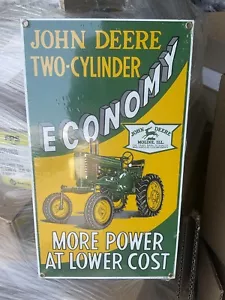 JOHN DEERE
TWO-CYLINDER
ECONOMY
JOHN DEERE
MOLINE, ILL.
MORE POWER
AT LOWER COST